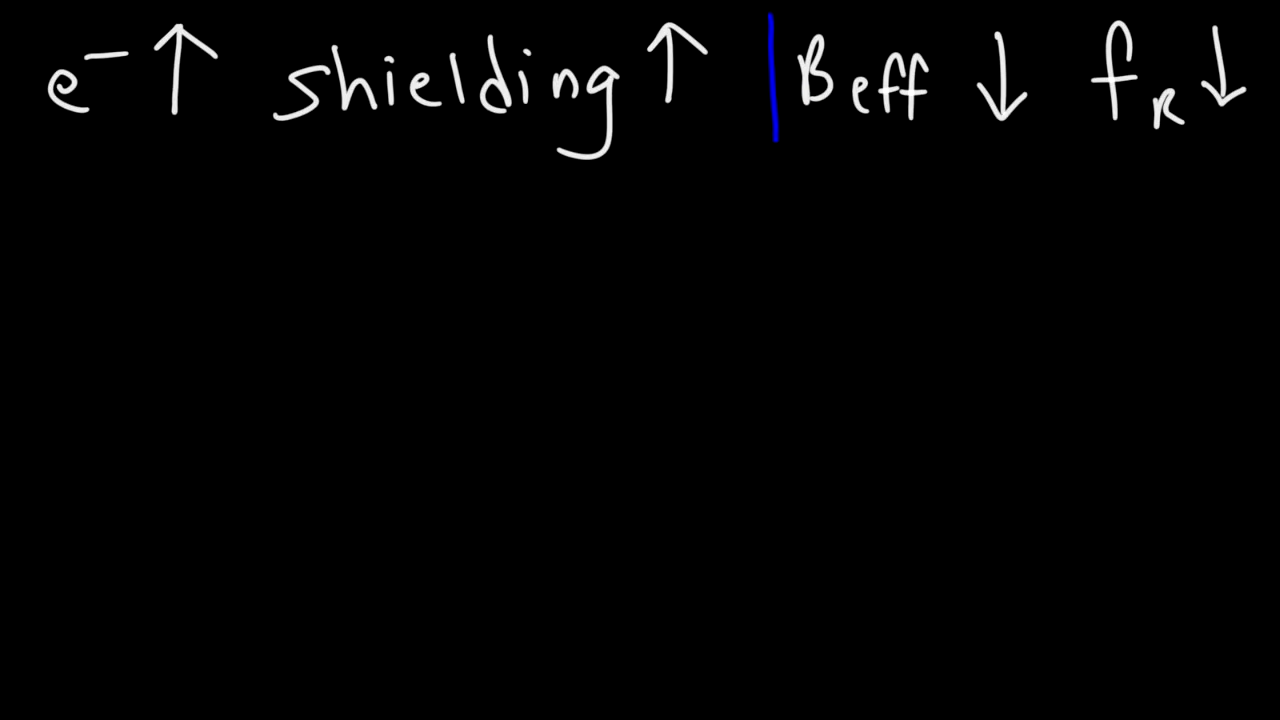 e⁻ ↑ shielding ↑ | Beff ↓ fR ↓